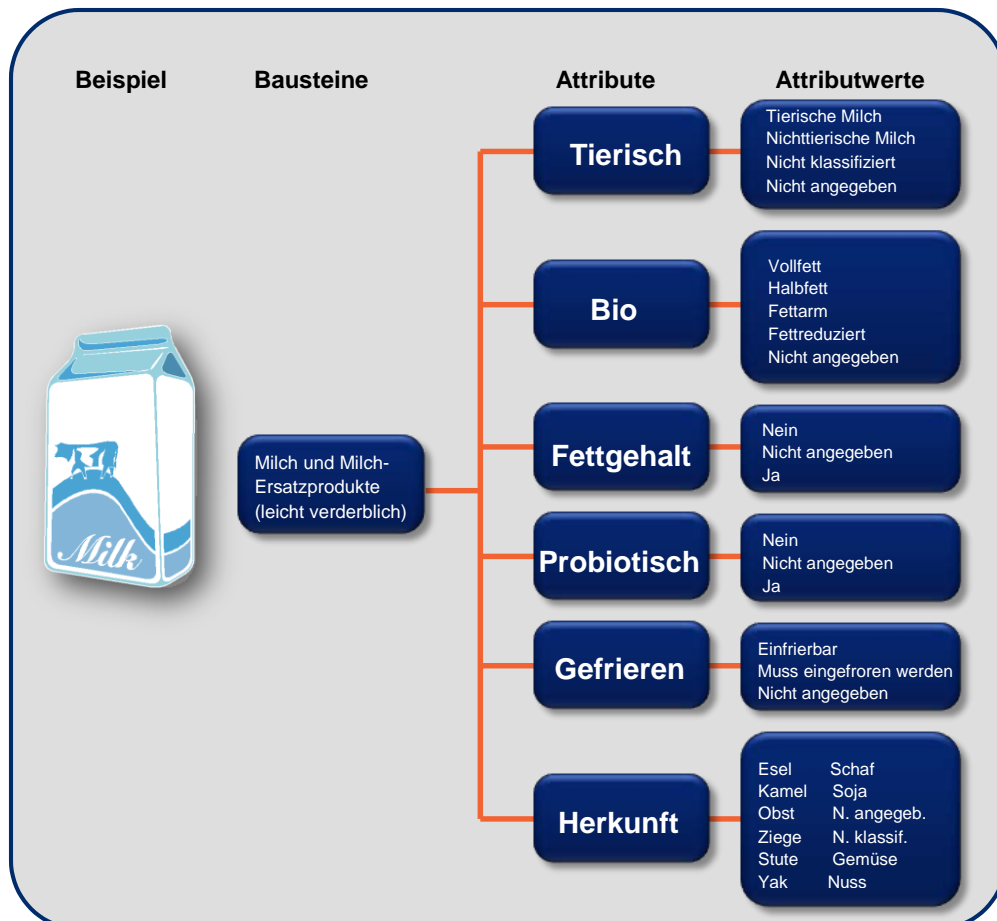 Beispiel Bausteine Attribute Attributwerte
Tierisch
Tierische Milch
Nichttierische Milch
Nicht klassifiziert
Nicht angegeben
Bio
Vollfett
Halbfett
Fettarm
Fettreduziert
Nicht angegeben
Milk
Milch und Milch-
Ersatzprodukte
(leicht verderblich)
Fettgehalt
Nein
Nicht angegeben
Ja
Probiotisch
Nein
Nicht angegeben
Ja
Gefrieren
Einfrierbar
Muss eingefroren werden
Nicht angegeben
Herkunft
Esel Schaf
Kamel Soja
Obst N. angegeb.
Ziege N. klassif.
Stute Gemüse
Yak Nuss